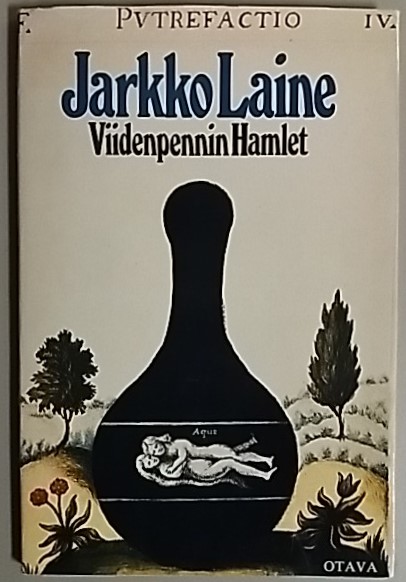 F. PVTREFACTIO IV.
Jarkko Laine
Viidenpennin Hamlet
Aqua
OTAVA